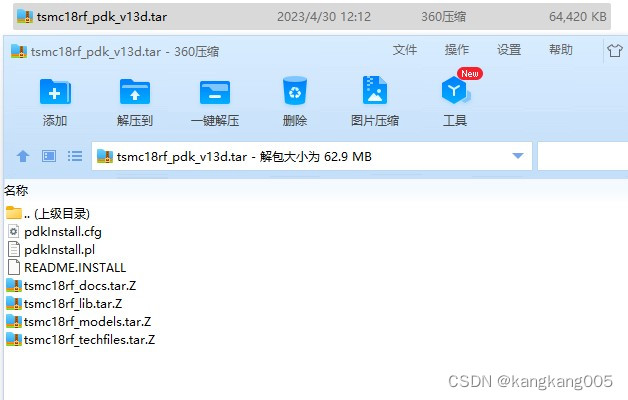 tsmc18rf_pdk_v13d.tar 2023/4/30 12:12 360压缩 64,420 KB
tsmc18rf_pdk_v13d.tar - 360压缩 文件 操作 设置 帮助
New
添加 解压到 一键解压 删除 图片压缩 工具
tsmc18rf_pdk_v13d.tar - 解包大小为 62.9 MB
名称
.. (上级目录)
pdkInstall.cfg
pdkInstall.pl
README.INSTALL
tsmc18rf_docs.tar.Z
tsmc18rf_lib.tar.Z
tsmc18rf_models.tar.Z
tsmc18rf_techfiles.tar.Z
CSDN @kangkang005